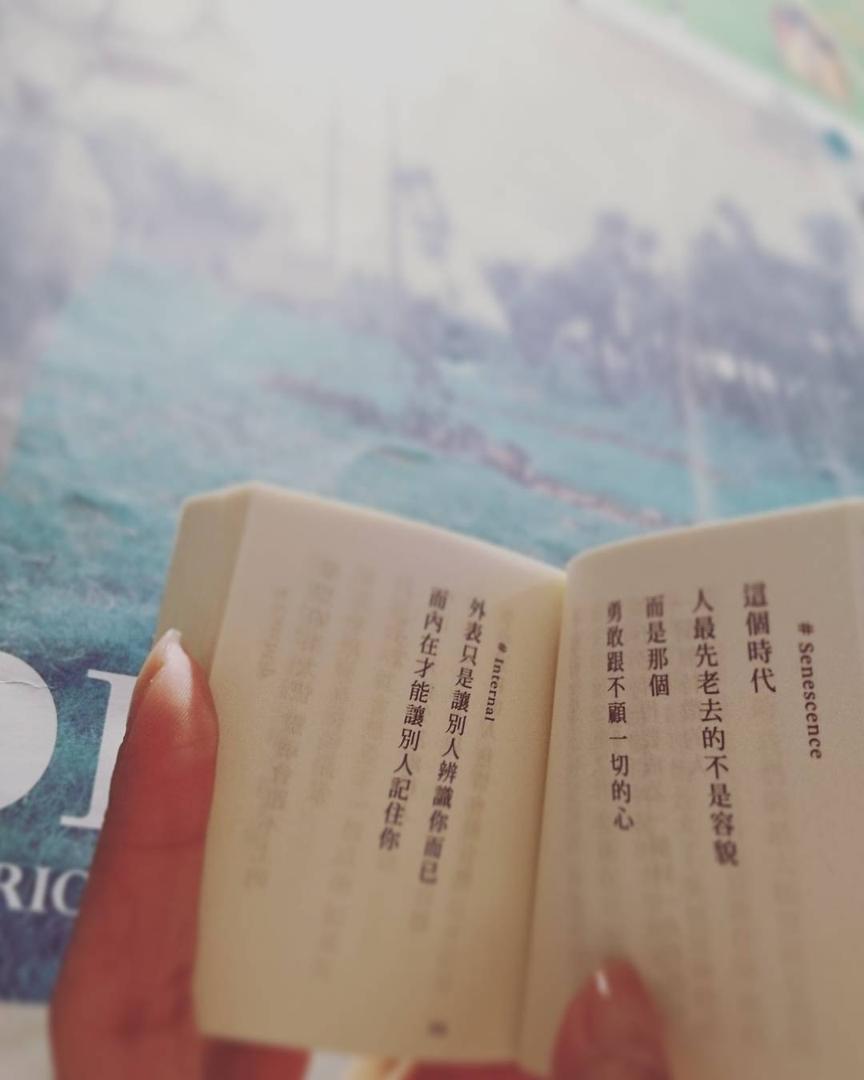 # Senescence
這個時代
人最先老去的不是容貌
而是那個
勇敢跟不顧一切的心
# Internal
外表只是讓別人辨識你而已
而內在才能讓別人記住你
RIO